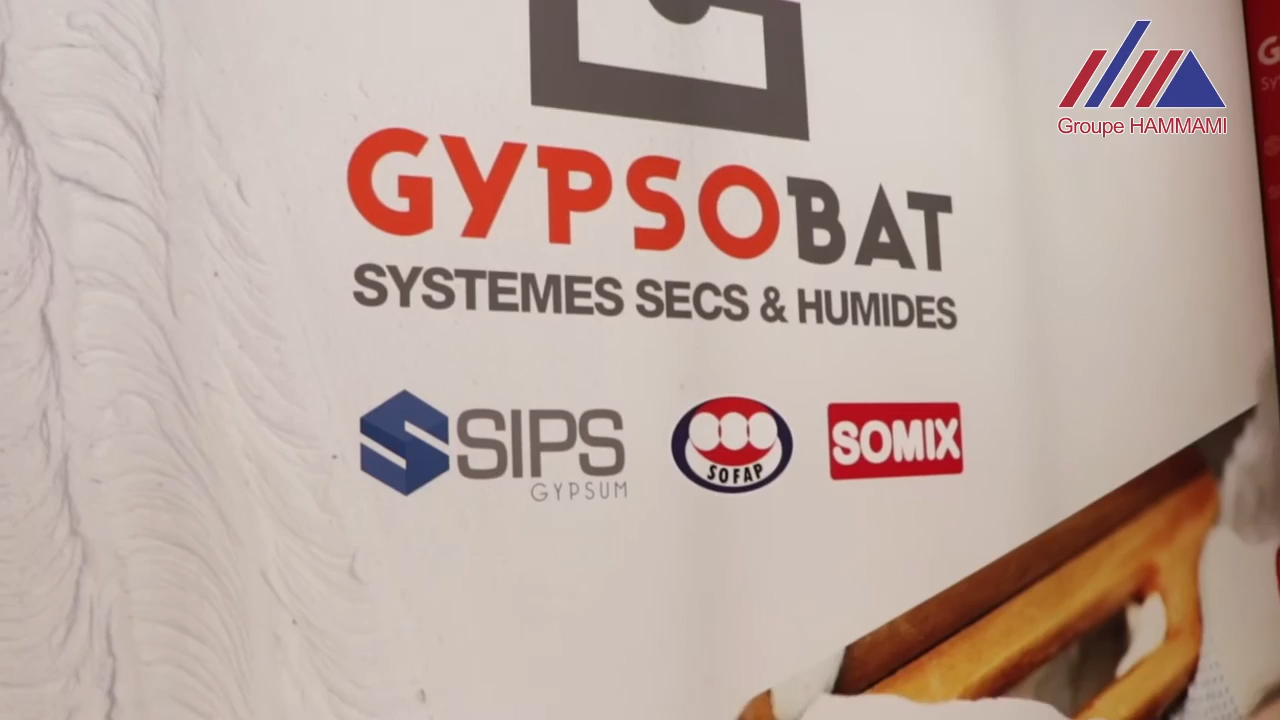 Groupe HAMMAMI
GYPSOBAT
SYSTEMES SECS & HUMIDES
SIPS
GYPSUM
SOFAP
SOMIX